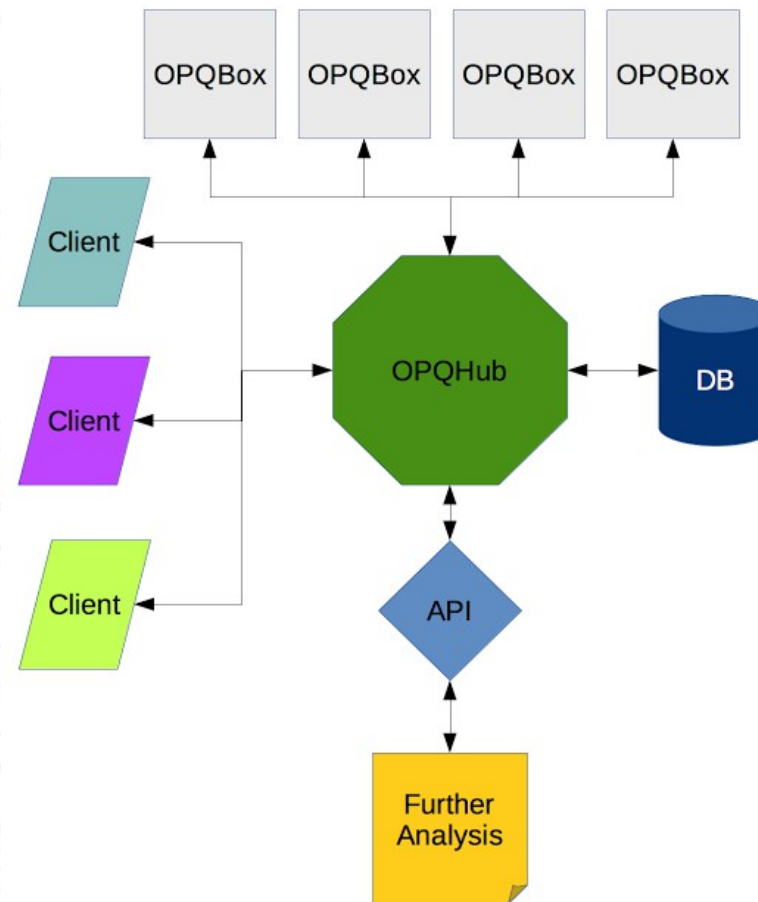 OPQBox
OPQBox
OPQBox
OPQBox
Client
Client
Client
OPQHub
DB
API
Further
Analysis